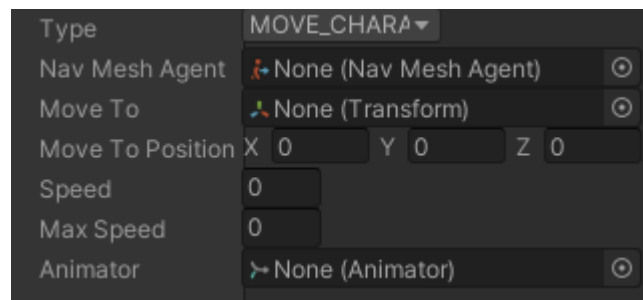 Type MOVE_CHARA
Nav Mesh Agent None (Nav Mesh Agent)
Move To None (Transform)
Move To Position X 0 Y 0 Z 0
Speed 0
Max Speed 0
Animator None (Animator)